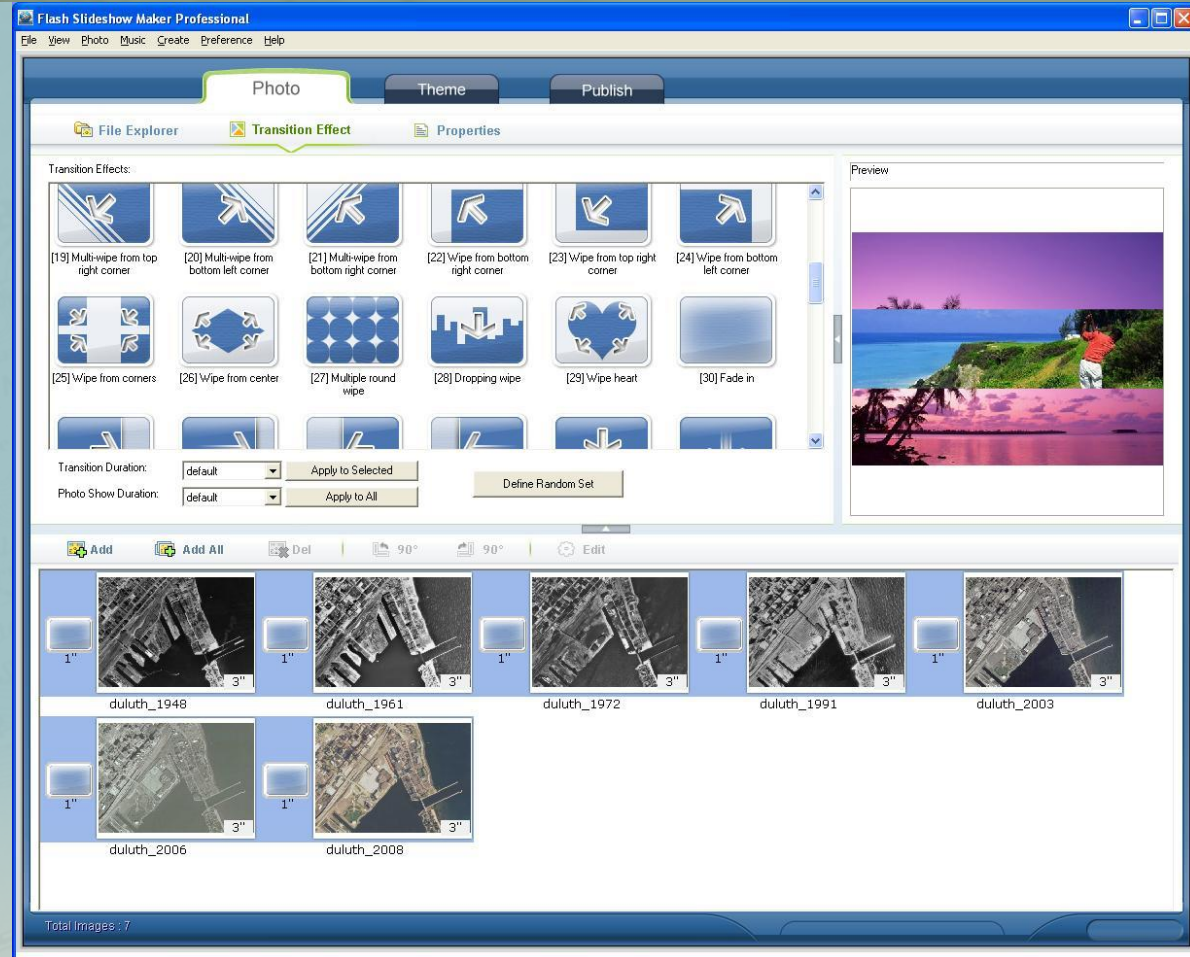 Flash Slideshow Maker Professional
File View Photo Music Create Preference Help
Photo Theme Publish
File Explorer Transition Effect Properties
Transition Effects:
Preview
[19] Multi-wipe from top right corner
[20] Multi-wipe from bottom left corner
[21] Multi-wipe from bottom right corner
[22] Wipe from bottom right corner
[23] Wipe from top right corner
[24] Wipe from bottom left corner
[25] Wipe from corners
[26] Wipe from center
[27] Multiple round wipe
[28] Dropping wipe
[29] Wipe heart
[30] Fade in
Transition Duration: default Apply to Selected
Define Random Set
Photo Show Duration: default Apply to All
Add Add All Del 90° 90° Edit
1" 3" 1" 3" 1" 3" 1" 3" 1" 3"
duluth_1948 duluth_1961 duluth_1972 duluth_1991 duluth_2003
1" 3" 1" 3"
duluth_2006 duluth_2008
Total Images : 7